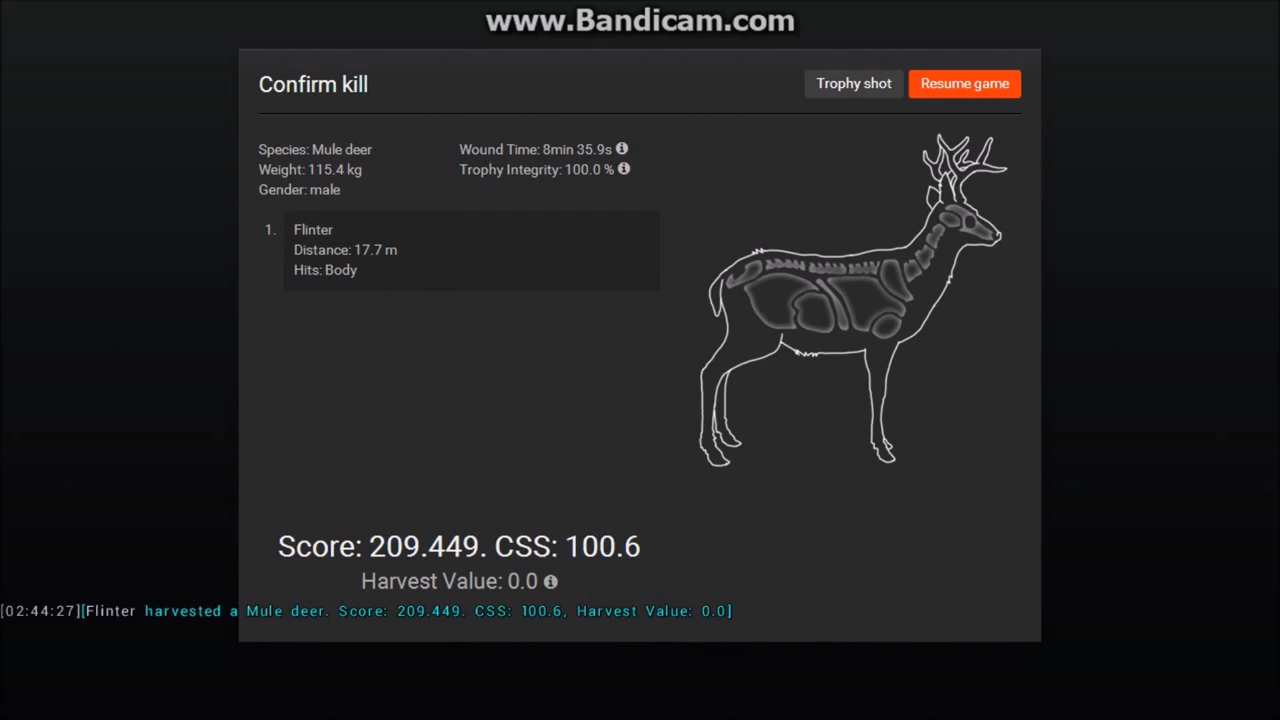 www.Bandicam.com
Confirm kill
Trophy shot
Resume game
Species: Mule deer
Weight: 115.4 kg
Gender: male
Wound Time: 8min 35.9s
Trophy Integrity: 100.0 %
1.
Flinter
Distance: 17.7 m
Hits: Body
Score: 209.449. CSS: 100.6
Harvest Value: 0.0
[02:44:27][Flinter harvested a Mule deer. Score: 209.449. CSS: 100.6, Harvest Value: 0.0]